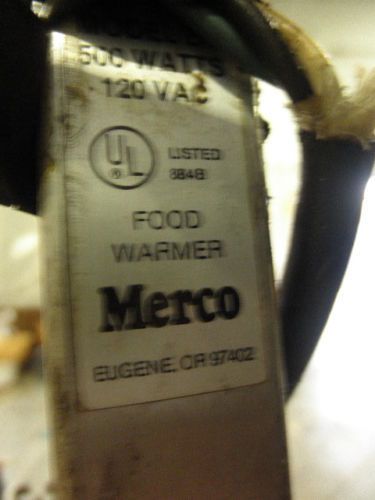 500 WATTS
120 VAC
UL
®
LISTED
884B
FOOD
WARMER
Merco
EUGENE, OR 97402